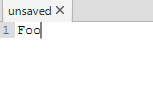 unsaved ×
1 Foo